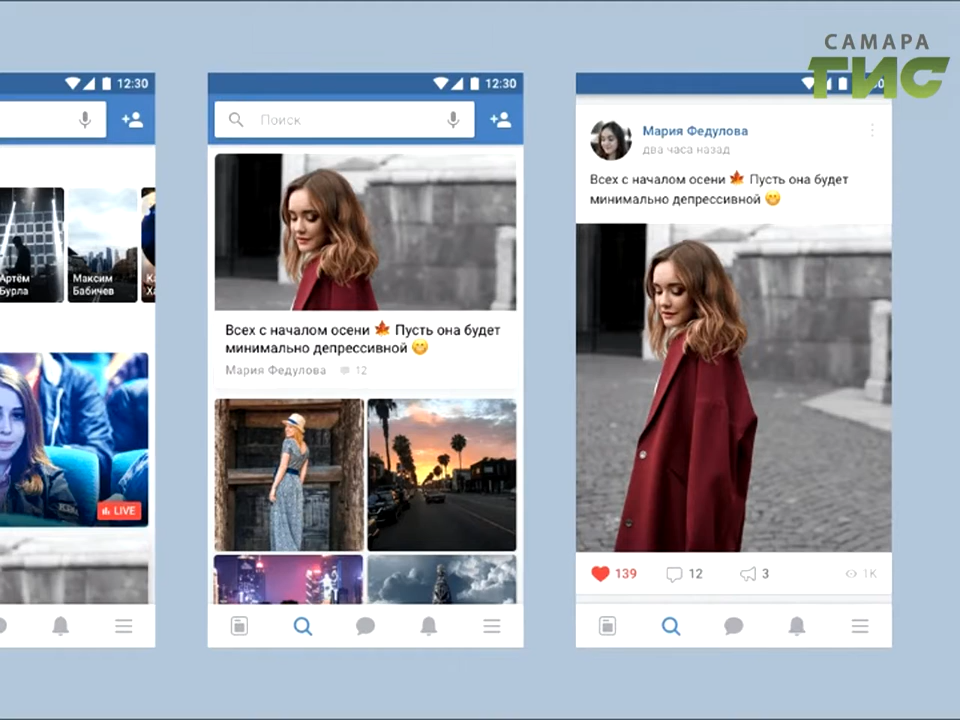 САМАРА
ТИС
12:30
Артём
Бурла
Максим
Бабичев
LIVE
12:30
Поиск
Всех с началом осени 🍁 Пусть она будет
минимально депрессивной 😊
Мария Федулова 12
Мария Федулова
два часа назад
Всех с началом осени 🍁 Пусть она будет
минимально депрессивной 😊
139 12 3 1K